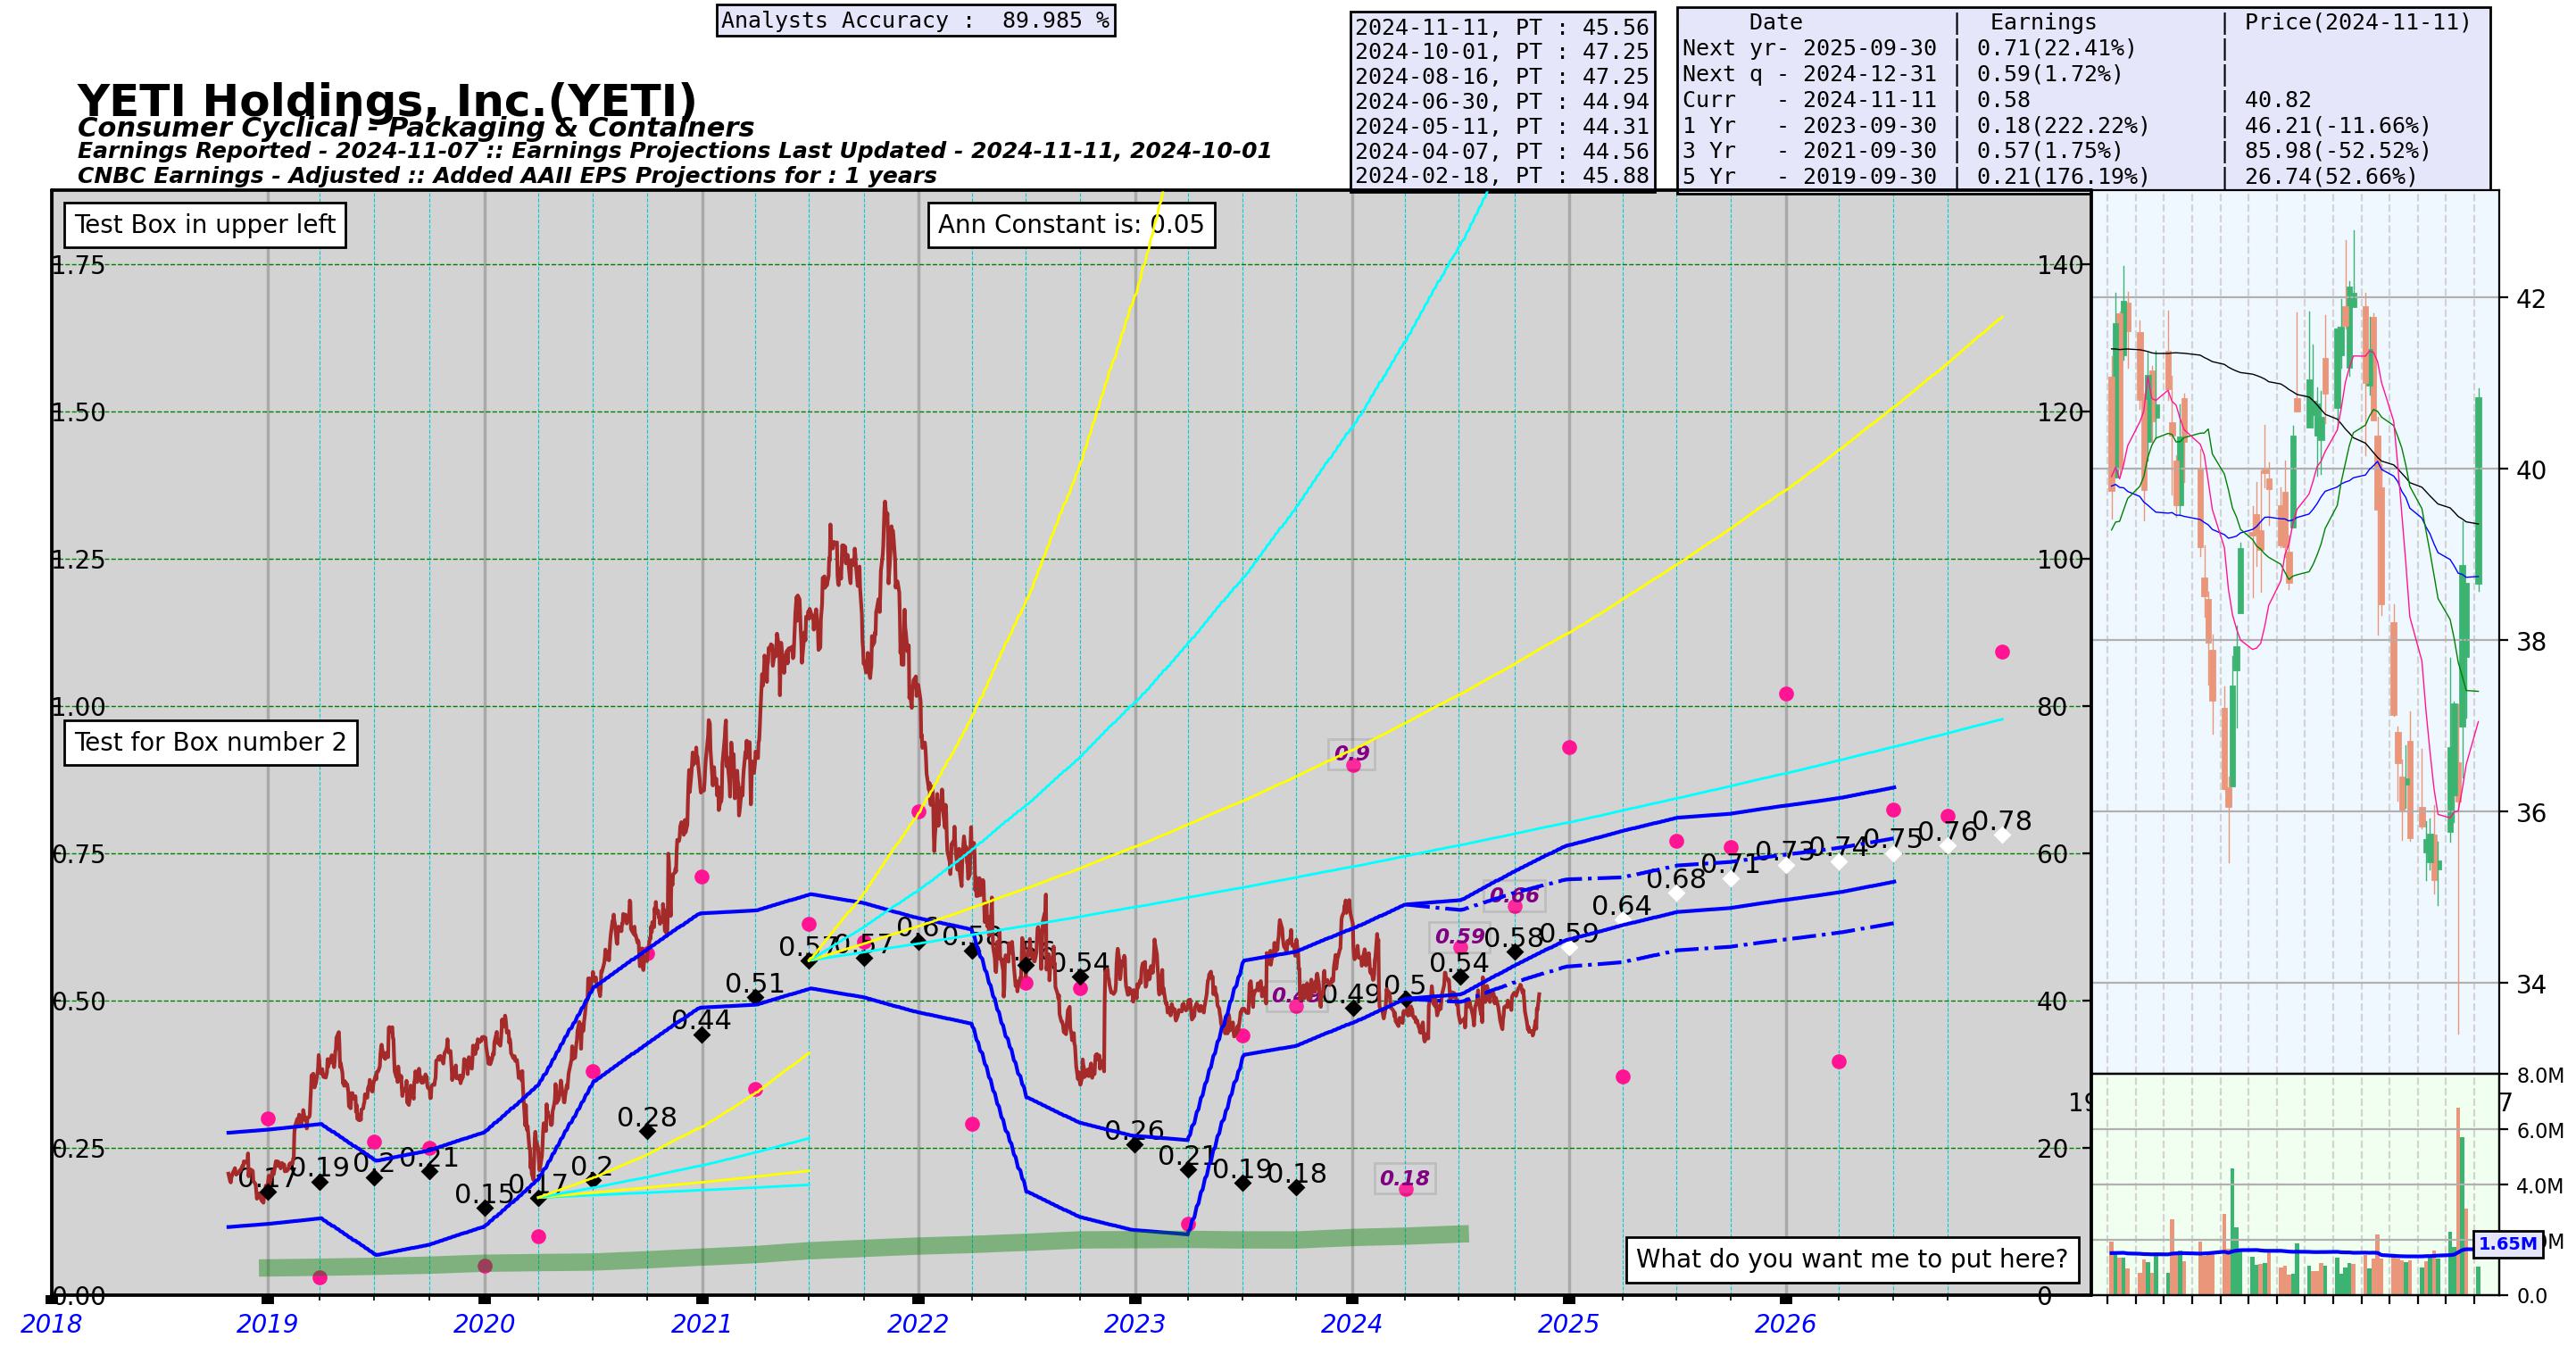 Analysts Accuracy :  89.985 %
2024-11-11, PT : 45.56
2024-10-01, PT : 47.25
2024-08-16, PT : 47.25
2024-06-30, PT : 44.94
2024-05-11, PT : 44.31
2024-04-07, PT : 44.56
2024-02-18, PT : 45.88
Date | Earnings | Price(2024-11-11)
Next yr- 2025-09-30 | 0.71(22.41%) |
Next q - 2024-12-31 | 0.59(1.72%) |
Curr - 2024-11-11 | 0.58 | 40.82
1 Yr - 2023-09-30 | 0.18(222.22%) | 46.21(-11.66%)
3 Yr - 2021-09-30 | 0.57(1.75%) | 85.98(-52.52%)
5 Yr - 2019-09-30 | 0.21(176.19%) | 26.74(52.66%)
YETI Holdings, Inc.(YETI)
Consumer Cyclical - Packaging & Containers
Earnings Reported - 2024-11-07 :: Earnings Projections Last Updated - 2024-11-11, 2024-10-01
CNBC Earnings - Adjusted :: Added AAII EPS Projections for : 1 years
Test Box in upper left
Ann Constant is: 0.05
Test for Box number 2
What do you want me to put here?
1.75
1.50
1.25
1.00
0.75
0.50
0.25
0.00
140
120
100
80
60
40
20
0
42
40
38
36
34
8.0M
6.0M
4.0M
0.0
1.65M
0.17
0.19
0.2
0.21
0.15
0.17
0.2
0.28
0.44
0.51
0.57
0.57
0.6
0.58
0.56
0.54
0.26
0.21
0.19
0.18
0.49
0.5
0.54
0.58
0.59
0.64
0.68
0.71
0.73
0.74
0.75
0.76
0.78
0.9
0.18
0.59
0.66
2018
2019
2020
2021
2022
2023
2024
2025
2026